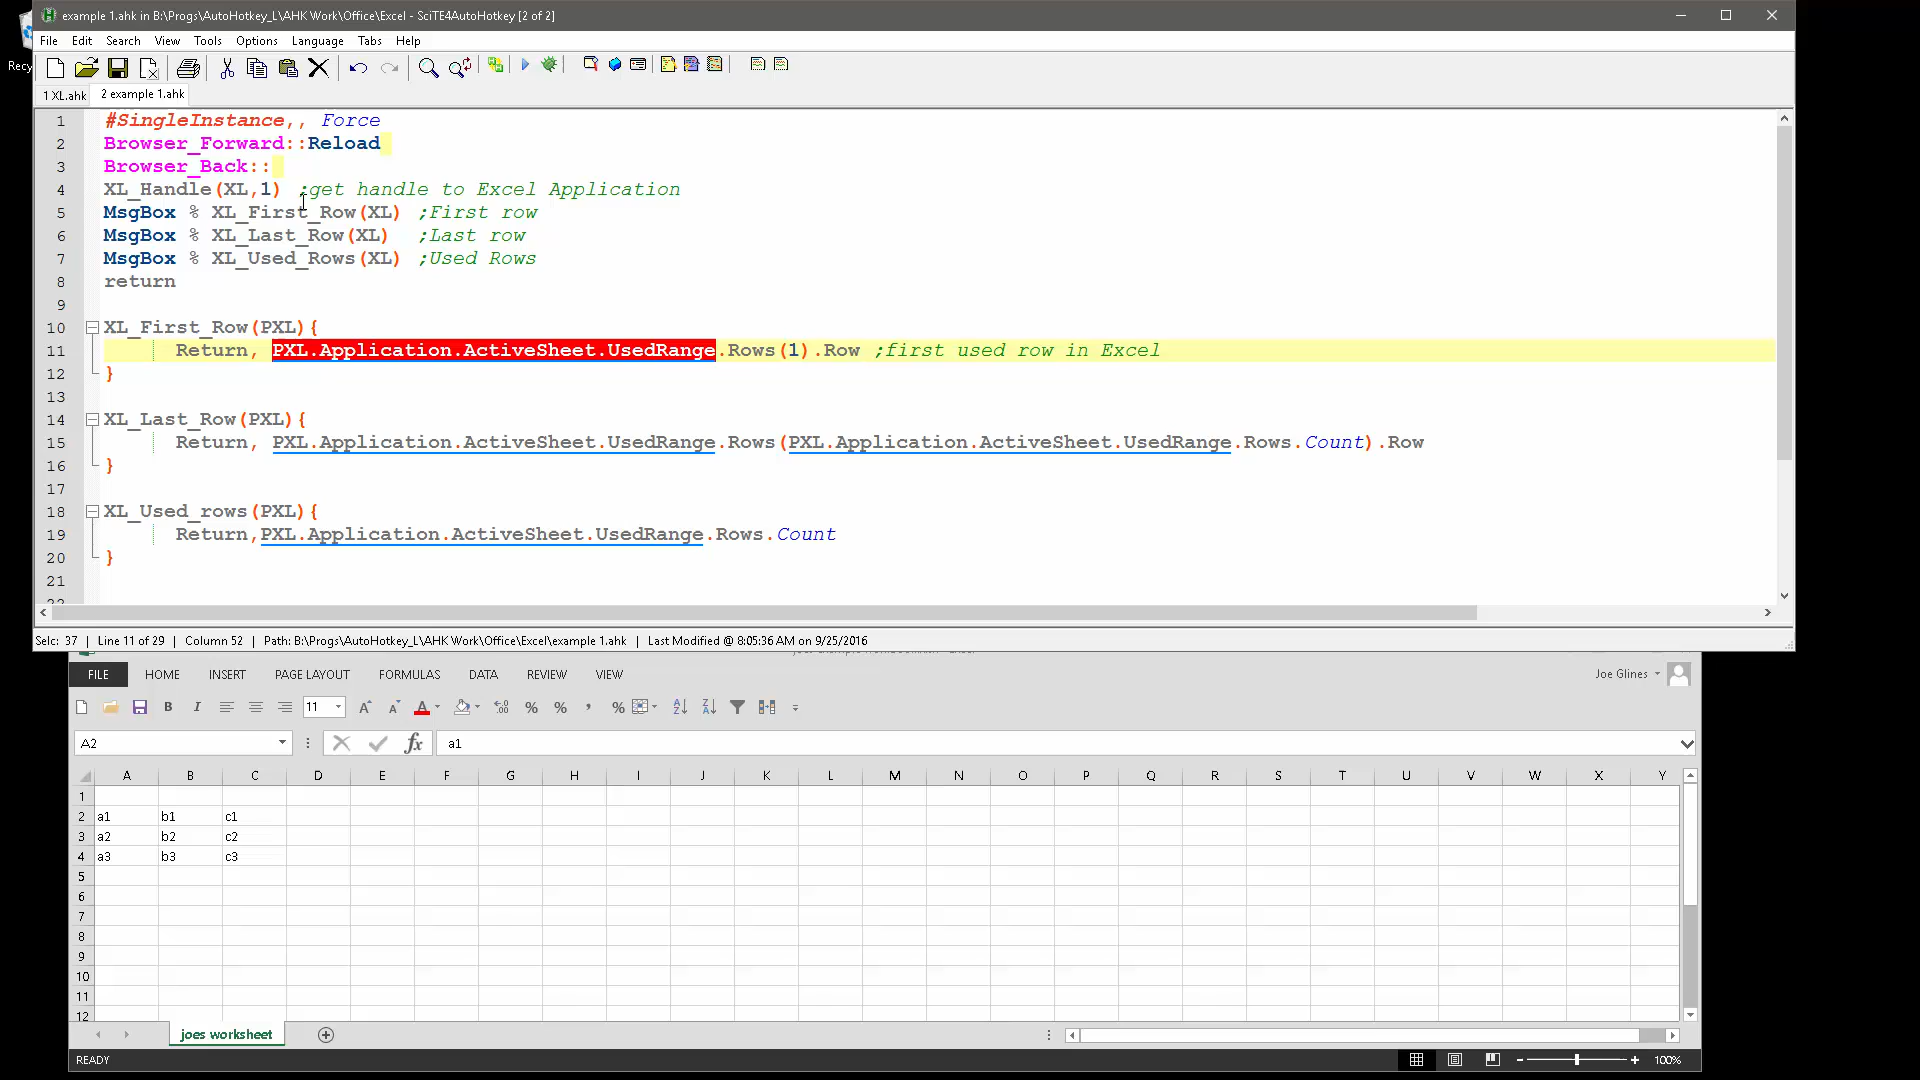 example 1.ahk in B:\Progs\AutoHotkey_L\AHK Work\Office\Excel - SciTE4AutoHotkey [2 of 2]
File Edit Search View Tools Options Language Tabs Help
Recy
1 XL.ahk 2 example 1.ahk
1 #SingleInstance,, Force
2 Browser_Forward::Reload
3 Browser_Back::
4 XL_Handle(XL,1) ;get handle to Excel Application
5 MsgBox % XL_First_Row(XL) ;First row
6 MsgBox % XL_Last_Row(XL) ;Last row
7 MsgBox % XL_Used_Rows(XL) ;Used Rows
8 return
9
10 XL_First_Row(PXL){
11 Return, PXL.Application.ActiveSheet.UsedRange.Rows(1).Row ;first used row in Excel
12 }
13
14 XL_Last_Row(PXL){
15 Return, PXL.Application.ActiveSheet.UsedRange.Rows(PXL.Application.ActiveSheet.UsedRange.Rows.Count).Row
16 }
17
18 XL_Used_rows(PXL){
19 Return,PXL.Application.ActiveSheet.UsedRange.Rows.Count
20 }
21
22
Selc: 37 | Line 11 of 29 | Column 52 | Path: B:\Progs\AutoHotkey_L\AHK Work\Office\Excel\example 1.ahk | Last Modified @ 8:05:36 AM on 9/25/2016
FILE HOME INSERT PAGE LAYOUT FORMULAS DATA REVIEW VIEW Joe Glines
B I 11 A A A .00 % % , %
A2 fx a1
A B C D E F G H I J K L M N O P Q R S T U V W X Y
1
2 a1 b1 c1
3 a2 b2 c2
4 a3 b3 c3
5
6
7
8
9
10
11
12
joes worksheet
READY 100%